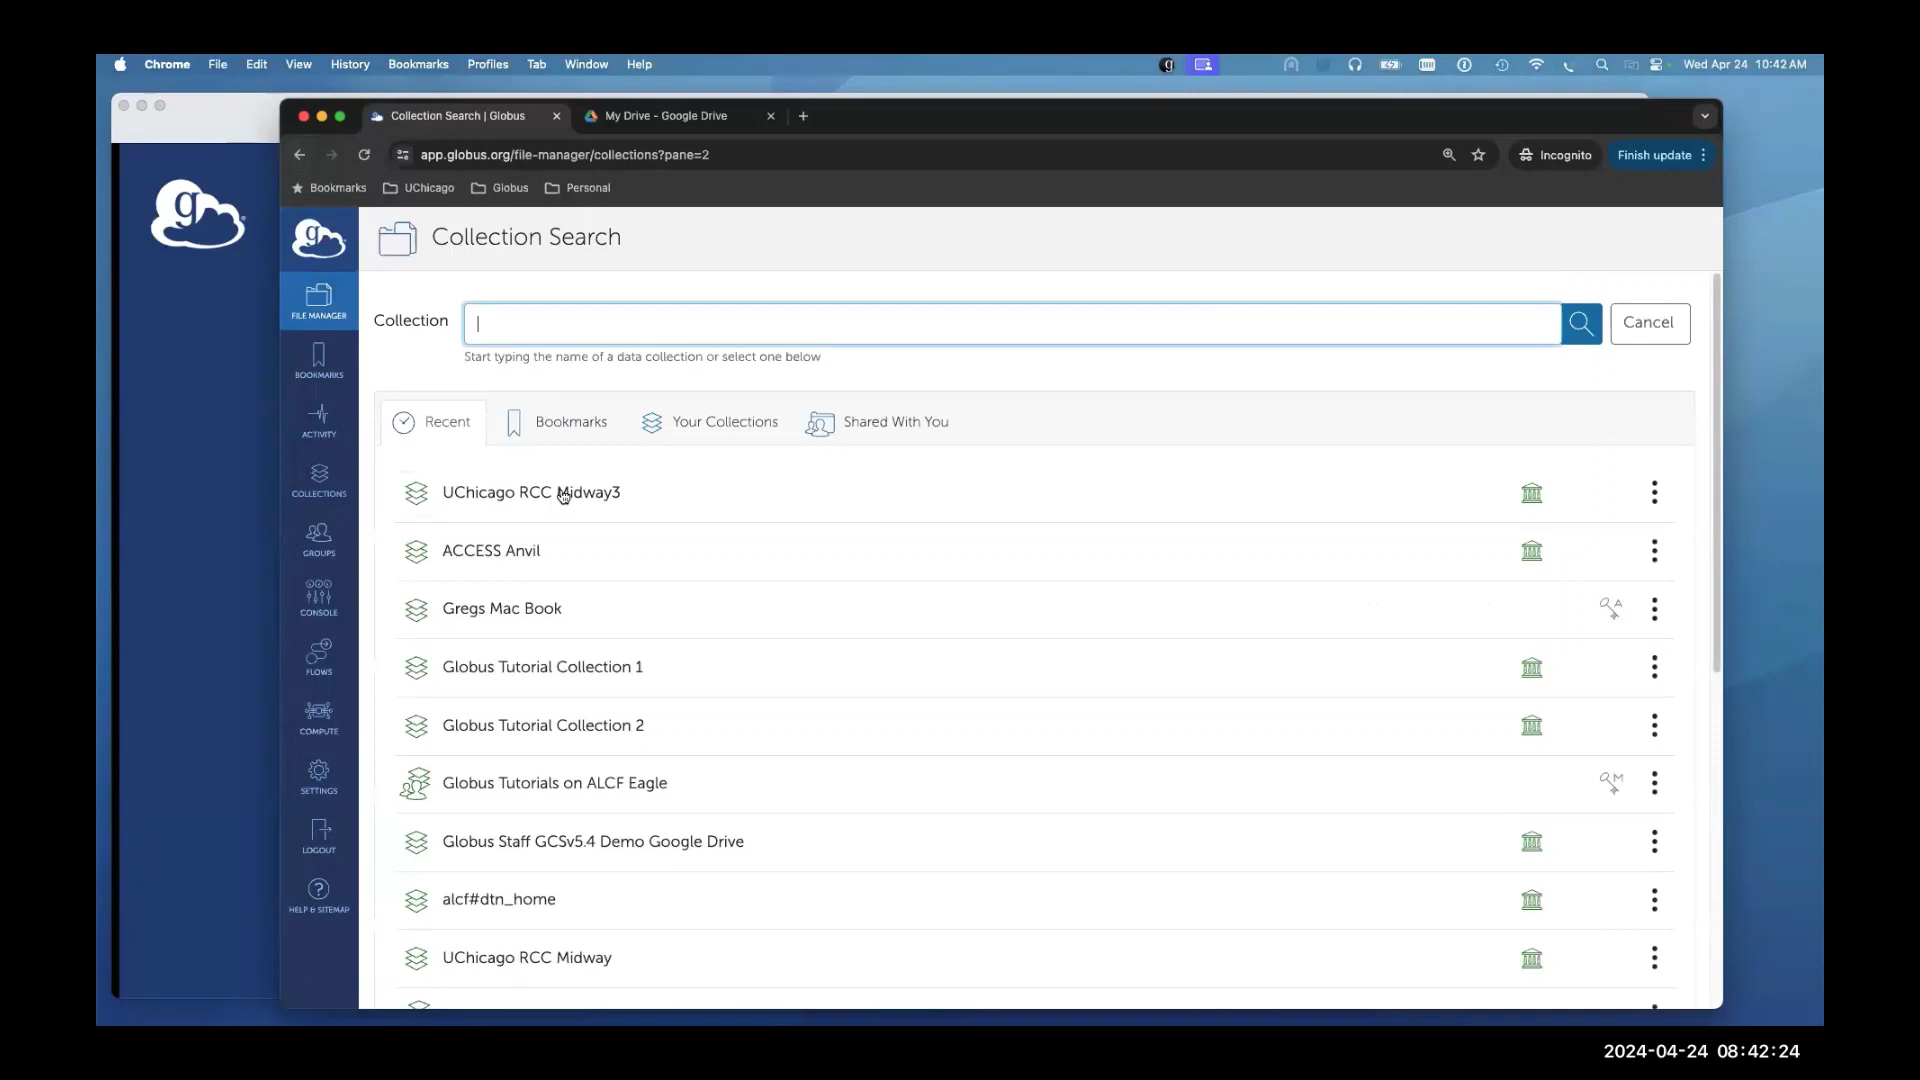 Chrome File Edit View History Bookmarks Profiles Tab Window Help
Wed Apr 24 10:42 AM
Collection Search | Globus
My Drive - Google Drive
app.globus.org/file-manager/collections?pane=2
Incognito
Finish update
Bookmarks UChicago Globus Personal
g
g
Collection Search
FILE MANAGER
BOOKMARKS
ACTIVITY
COLLECTIONS
GROUPS
CONSOLE
FLOWS
COMPUTE
SETTINGS
LOGOUT
HELP & SITEMAP
Collection
Cancel
Start typing the name of a data collection or select one below
Recent Bookmarks Your Collections Shared With You
UChicago RCC Midway3
ACCESS Anvil
Gregs Mac Book
A
Globus Tutorial Collection 1
Globus Tutorial Collection 2
Globus Tutorials on ALCF Eagle
M
Globus Staff GCSv5.4 Demo Google Drive
alcf#dtn_home
UChicago RCC Midway
2024-04-24 08:42:24